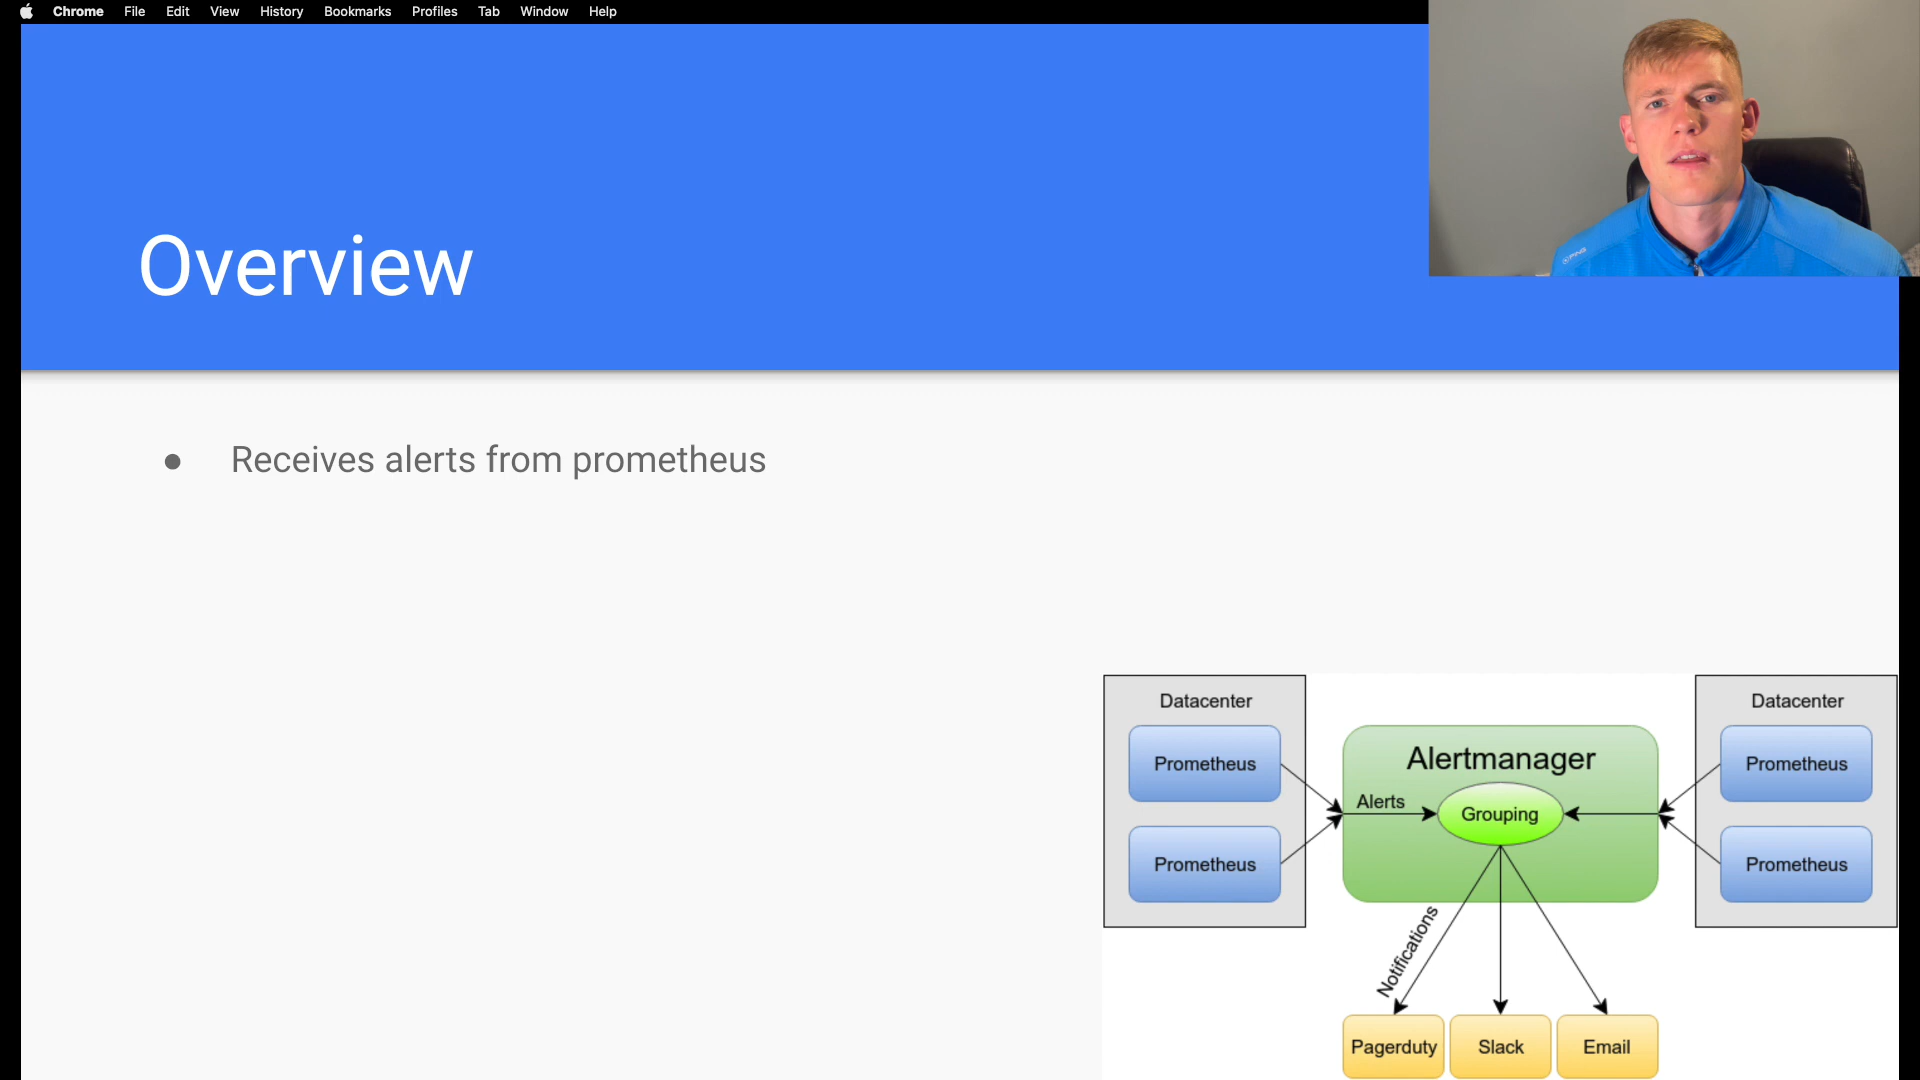 Chrome File Edit View History Bookmarks Profiles Tab Window Help
PING
Overview
Receives alerts from prometheus
Datacenter
Prometheus
Prometheus
Alertmanager
Alerts
Grouping
Datacenter
Prometheus
Prometheus
Notifications
Pagerduty
Slack
Email